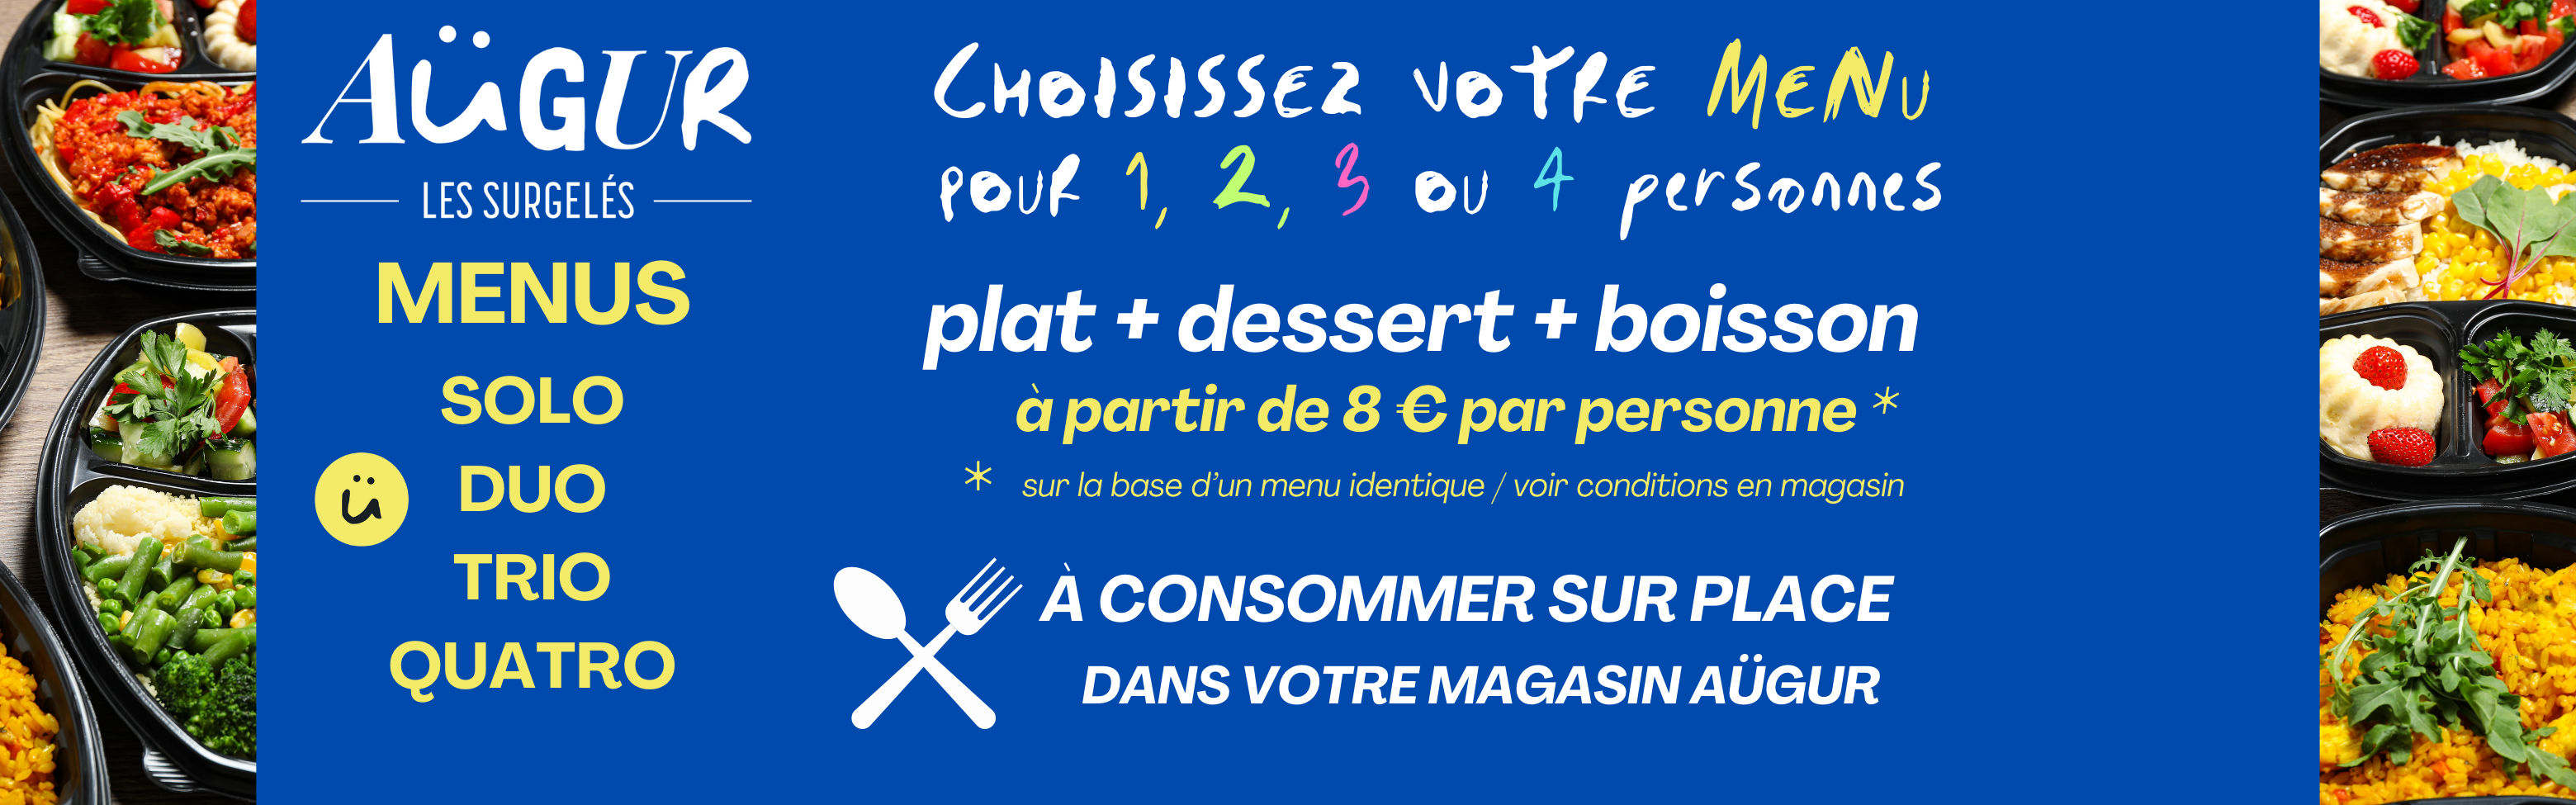 AÜGUR
LES SURGELÉS
MENUS
SOLO
DUO
TRIO
QUATRO
ü
CHOISISSEZ VOTRE MENU
POUR 1, 2, 3 OU 4 personnes
plat + dessert + boisson
à partir de 8 € par personne *
* sur la base d’un menu identique / voir conditions en magasin
À CONSOMMER SUR PLACE
DANS VOTRE MAGASIN AÜGUR